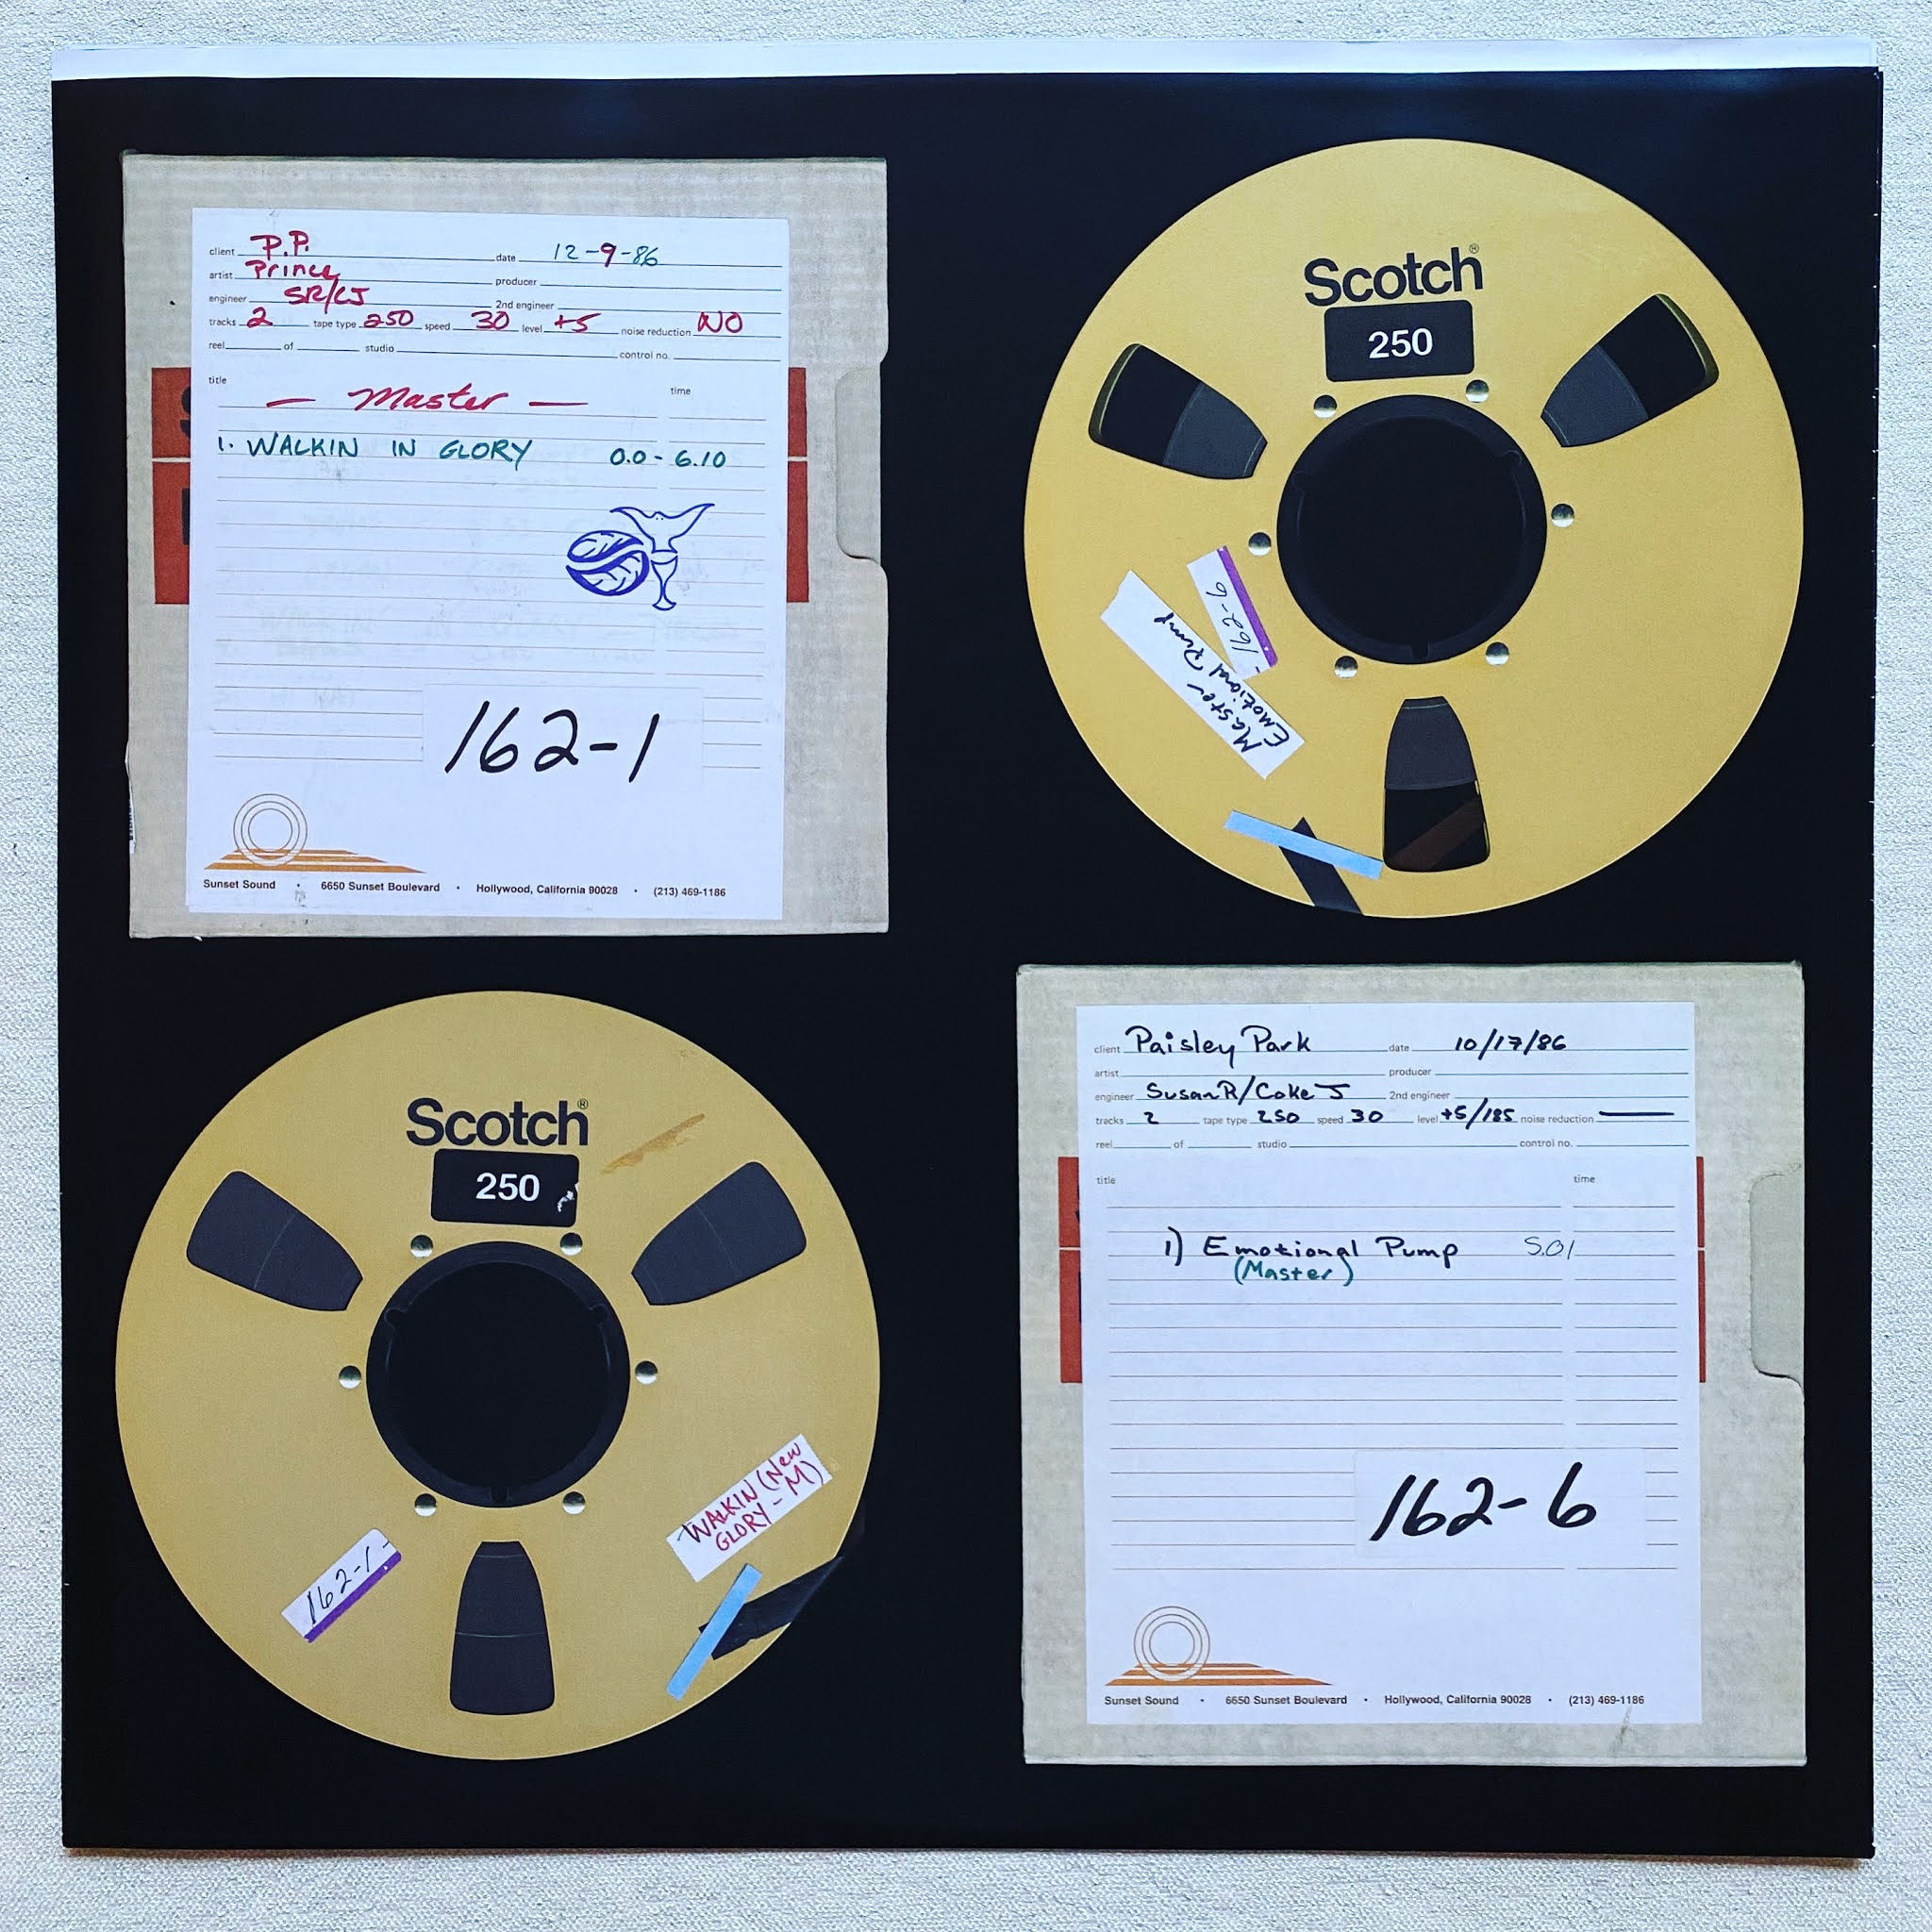 client P.P. date 12-9-86
artist Prince producer
engineer SR/CJ 2nd engineer
tracks 2 tape type 250 speed 30 level +5 noise reduction NO
reel of studio control no.
title time
— Master —
1. WALKIN IN GLORY 0.0 - 6.10
162-1
Sunset Sound • 6650 Sunset Boulevard • Hollywood, California 90028 • (213) 469-1186
Scotch®
250
162-6
Master
Emotional Pump
Scotch®
250
WALKIN (New
GLORY - M)
162-1-
client Paisley Park date 10/17/86
artist producer
engineer SusanR/Coke J 2nd engineer
tracks 2 tape type 250 speed 30 level +5/185 noise reduction —
reel of studio control no.
title time
1) Emotional Pump 5.01
(Master)
162-6
Sunset Sound • 6650 Sunset Boulevard • Hollywood, California 90028 • (213) 469-1186